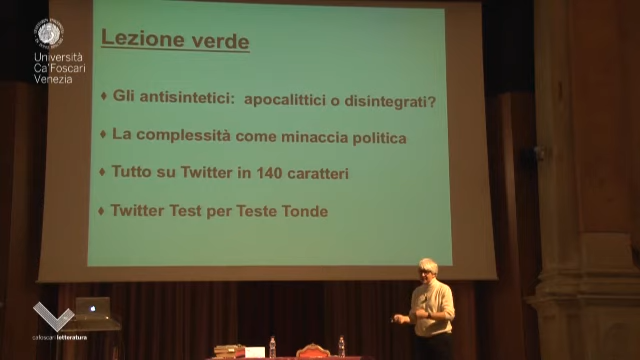 Università
Ca'Foscari
Venezia
Lezione verde
Gli antisintetici: apocalittici o disintegrati?
La complessità come minaccia politica
Tutto su Twitter in 140 caratteri
Twitter Test per Teste Tonde
cafoscari letteratura